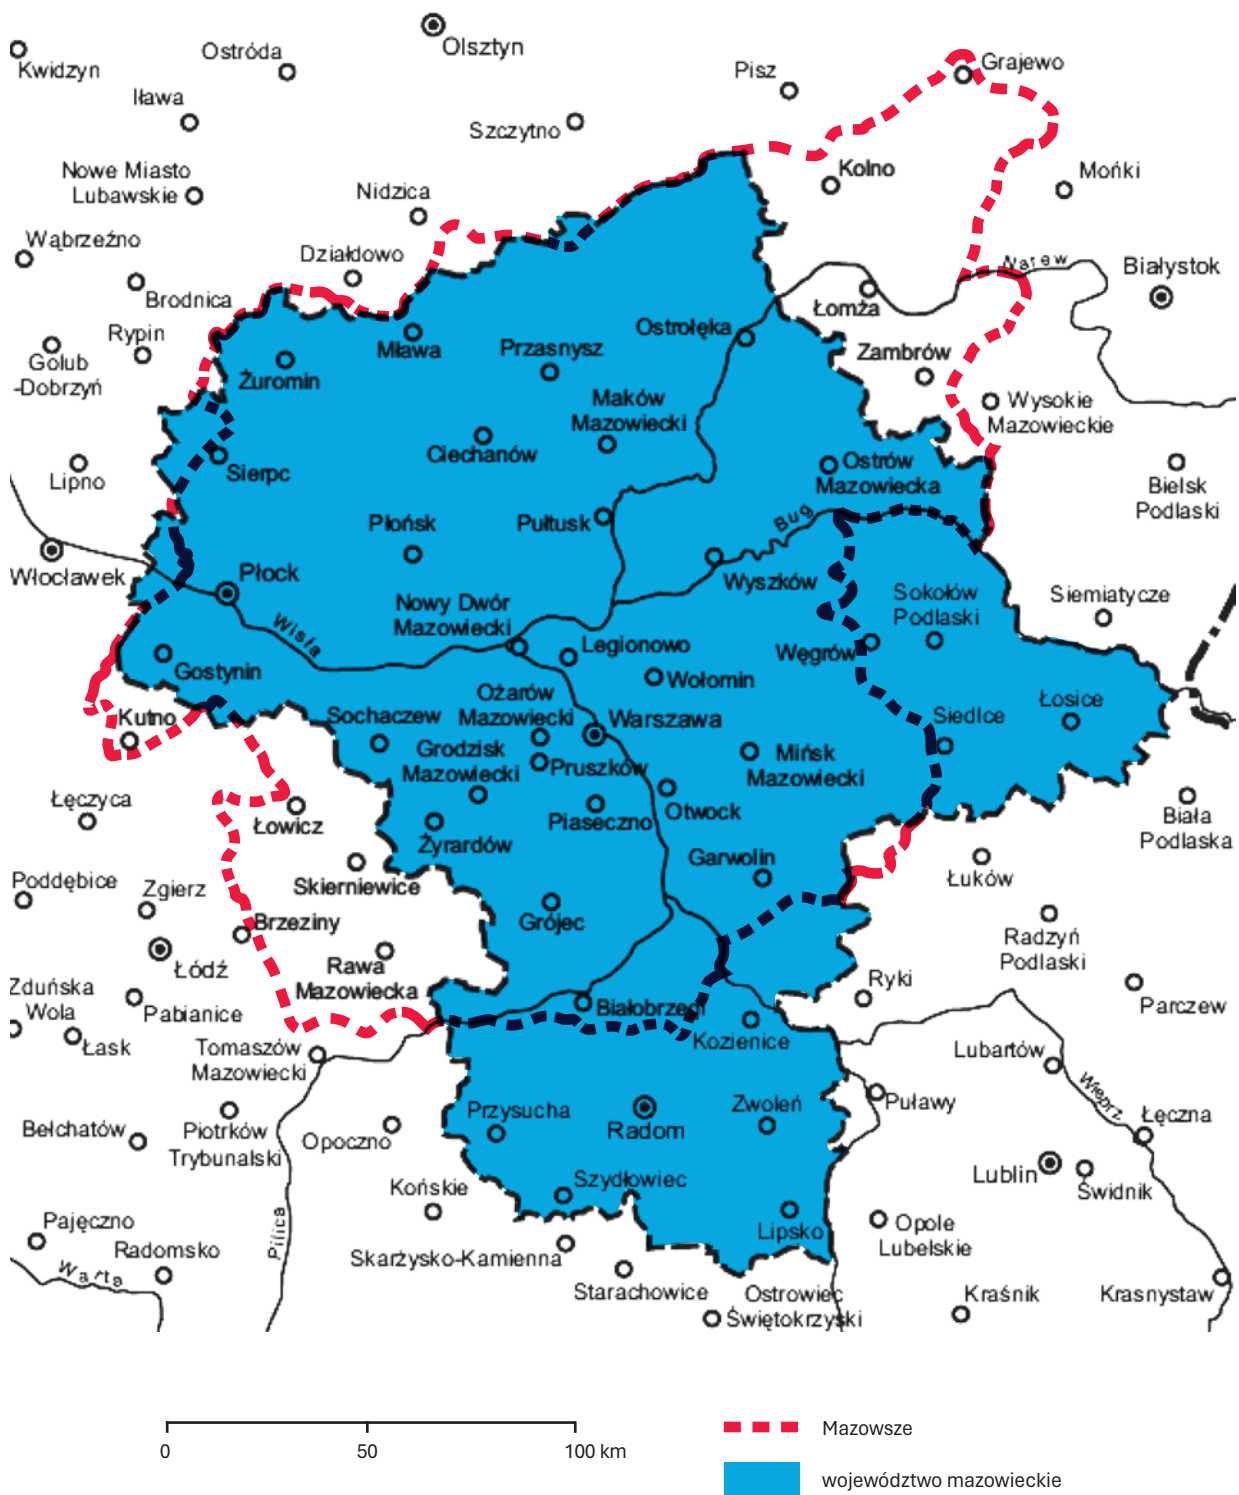 Olsztyn
Kwidzyn
Ostróda
Pisz
Grajewo
Iława
Szczytno
Nowe Miasto
Lubawskie
Nidzica
Kolno
Mońki
Wąbrzeźno
Działdowo
Narew
Białystok
Brodnica
Łomża
Rypin
Ostrołęka
Golub
-Dobrzyń
Mława
Przasnysz
Zambrów
Żuromin
Maków
Mazowiecki
Wysokie
Mazowieckie
Ciechanów
Sierpc
Lipno
Ostrów
Mazowiecka
Bielsk
Podlaski
Płońsk
Pułtusk
Bug
Włocławek
Płock
Wyszków
Sokołów
Podlaski
Siemiatycze
Nowy Dwór
Mazowiecki
Wisła
Legionowo
Węgrów
Gostynin
Wołomin
Ożarów
Mazowiecki
Łosice
Kutno
Sochaczew
Warszawa
Siedlce
Grodzisk
Mazowiecki
Pruszków
Mińsk
Mazowiecki
Łęczyca
Łowicz
Piaseczno
Otwock
Biała
Podlaska
Żyrardów
Garwolin
Łuków
Poddębice
Zgierz
Skierniewice
Brzeziny
Grójec
Radzyń
Podlaski
Łódź
Rawa
Mazowiecka
Ryki
Zduńska
Wola
Pabianice
Białobrzegi
Parczew
Łask
Tomaszów
Mazowiecki
Kozienice
Lubartów
Wieprz
Przysucha
Zwoleń
Puławy
Łęczna
Bełchatów
Piotrków
Trybunalski
Opoczno
Radom
Lublin
Świdnik
Końskie
Szydłowiec
Pajęczno
Radomsko
Pilica
Lipsko
Opole
Lubelskie
Skarżysko-Kamienna
Warta
Starachowice
Ostrowiec
Świętokrzyski
Kraśnik
Krasnystaw
0
50
100 km
Mazowsze
województwo mazowieckie